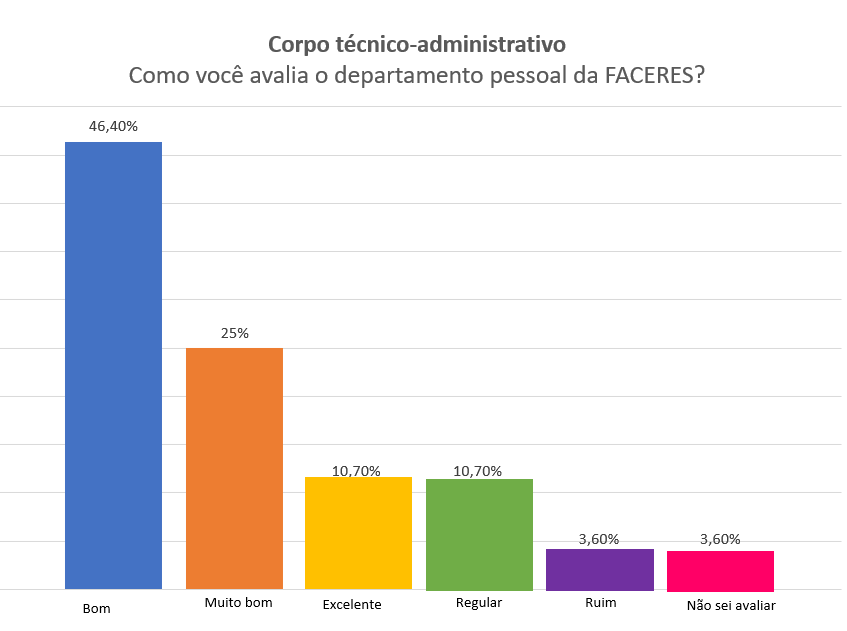 Corpo técnico-administrativo
Como você avalia o departamento pessoal da FACERES?
46,40%
25%
10,70%
10,70%
3,60%
3,60%
Bom
Muito bom
Excelente
Regular
Ruim
Não sei avaliar